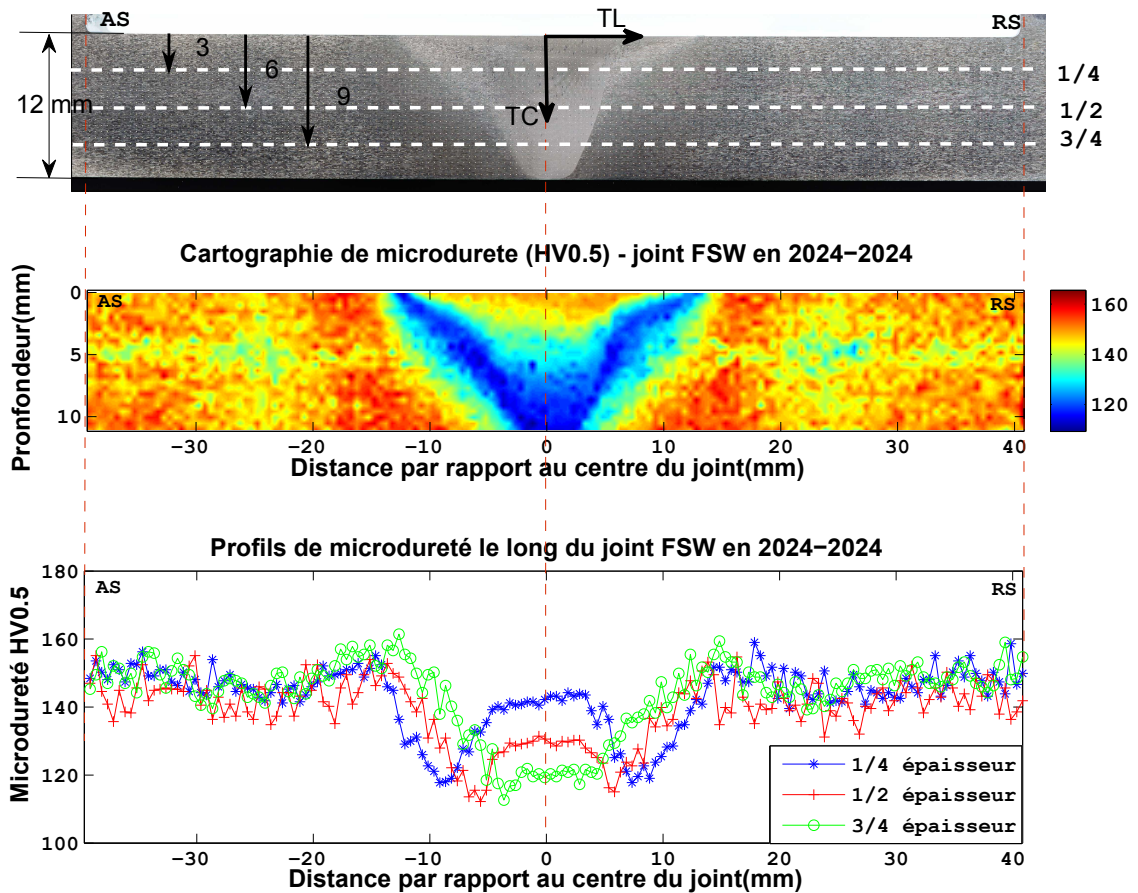 AS
TL
RS
3
6
9
12 mm
TC
1/4
1/2
3/4
Cartographie de microdurete (HV0.5) - joint FSW en 2024−2024
Pronfondeur(mm)
0
5
10
AS
RS
160
140
120
−30
−20
−10
0
10
20
30
40
Distance par rapport au centre du joint(mm)
Profils de microdureté le long du joint FSW en 2024−2024
Microdureté HV0.5
180
160
140
120
100
AS
RS
1/4 épaisseur
1/2 épaisseur
3/4 épaisseur
−30
−20
−10
0
10
20
30
40
Distance par rapport au centre du joint(mm)